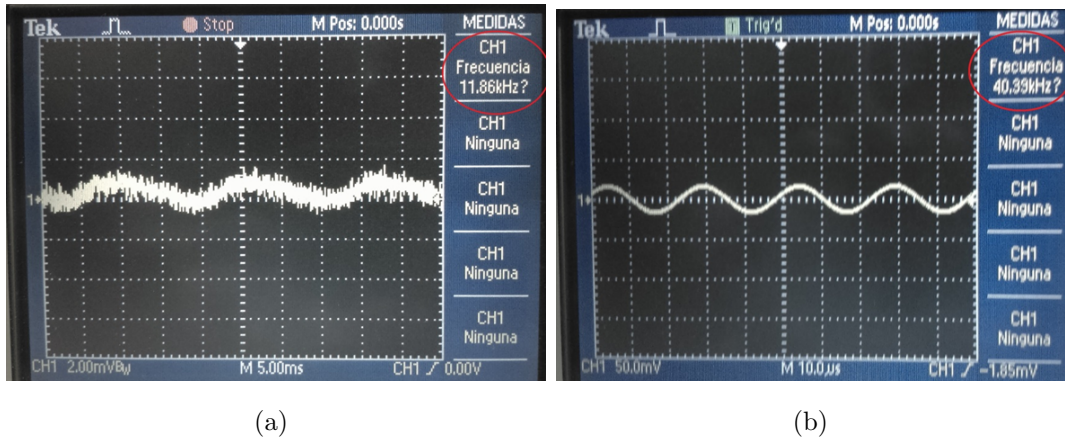 Tek
Stop
M Pos: 0.000s
MEDIDAS
CH1
Frecuencia
11.86kHz?
CH1
Ninguna
CH1
Ninguna
CH1
Ninguna
CH1
Ninguna
1
CH1 2.00mVBW
M 5.00ms
CH1 / 0.00V
(a)
Tek
Trig'd
M Pos: 0.000s
MEDIDAS
CH1
Frecuencia
40.39kHz?
CH1
Ninguna
CH1
Ninguna
CH1
Ninguna
CH1
Ninguna
1
CH1 50.0mV
M 10.0µs
CH1 / -1.85mV
(b)